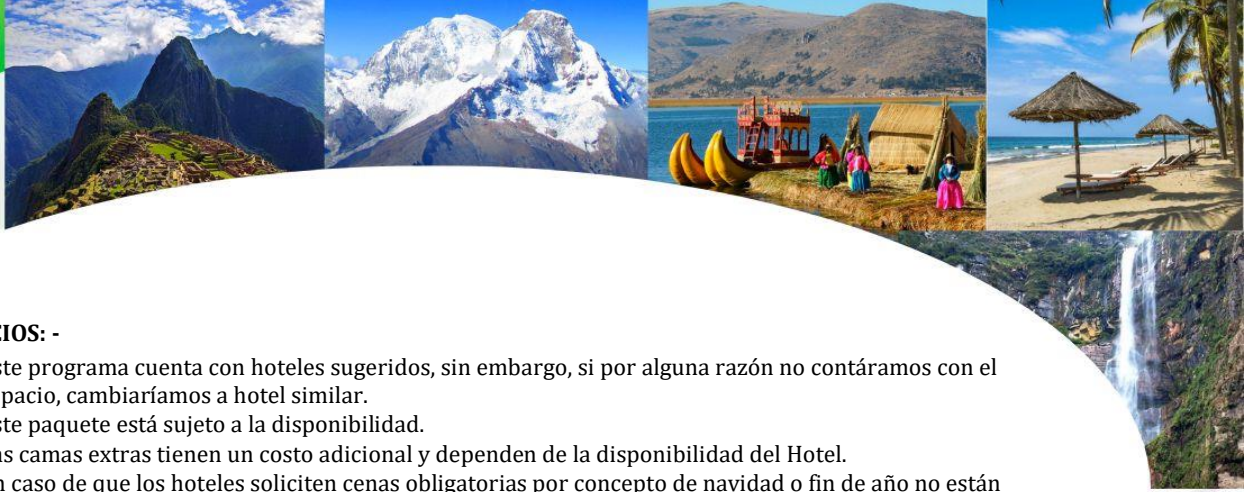 CIOS: -
ste programa cuenta con hoteles sugeridos, sin embargo, si por alguna razón no contáramos con el
pacio, cambiaríamos a hotel similar.
ste paquete está sujeto a la disponibilidad.
as camas extras tienen un costo adicional y dependen de la disponibilidad del Hotel.
n caso de que los hoteles soliciten cenas obligatorias por concepto de navidad o fin de año no están